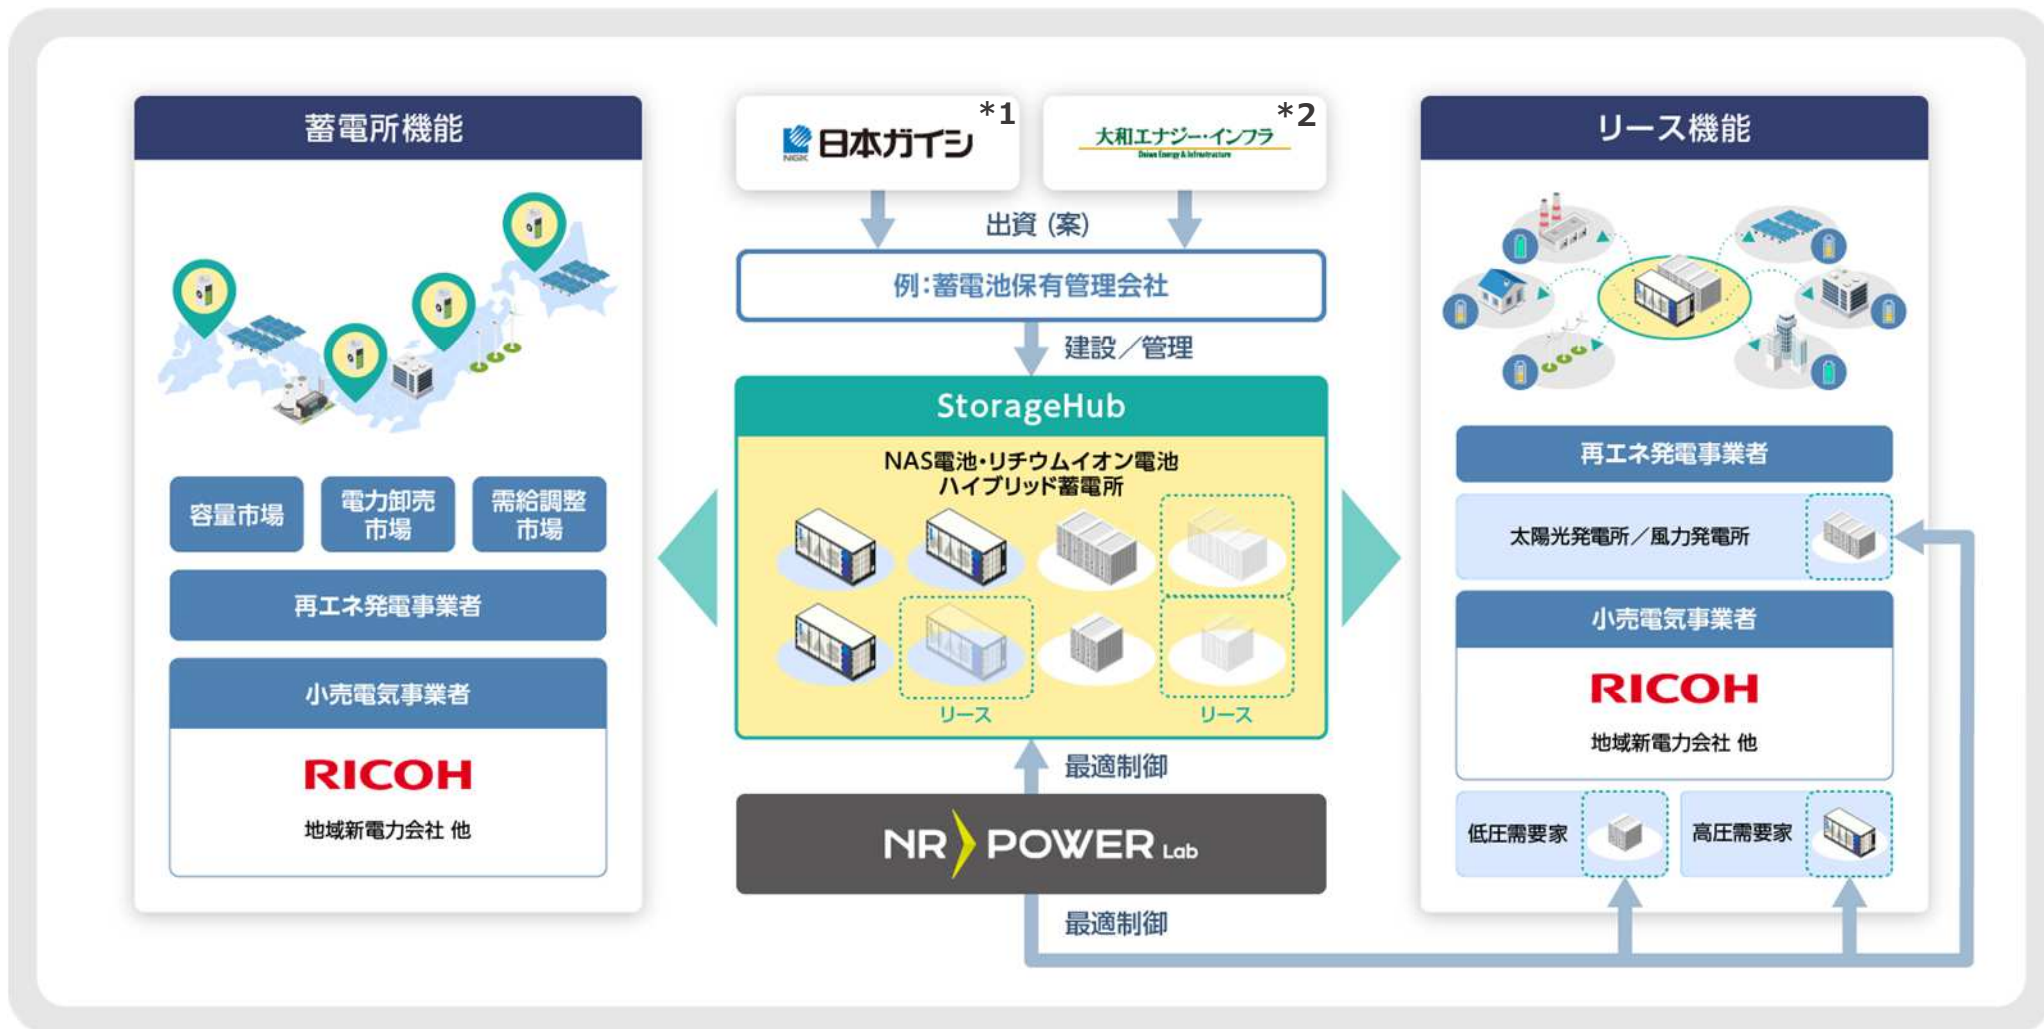 蓄電所機能
容量市場
電力卸売
市場
需給調整
市場
再エネ発電事業者
小売電気事業者
RICOH
地域新電力会社 他
NGK 日本ガイシ *1
大和エナジー・インフラ *2
Daiwa Energy & Infrastructure
出資 (案)
例：蓄電池保有管理会社
建設／管理
StorageHub
NAS電池・リチウムイオン電池
ハイブリッド蓄電所
リース
リース
最適制御
NR POWER Lab
最適制御
リース機能
再エネ発電事業者
太陽光発電所／風力発電所
小売電気事業者
RICOH
地域新電力会社 他
低圧需要家
高圧需要家